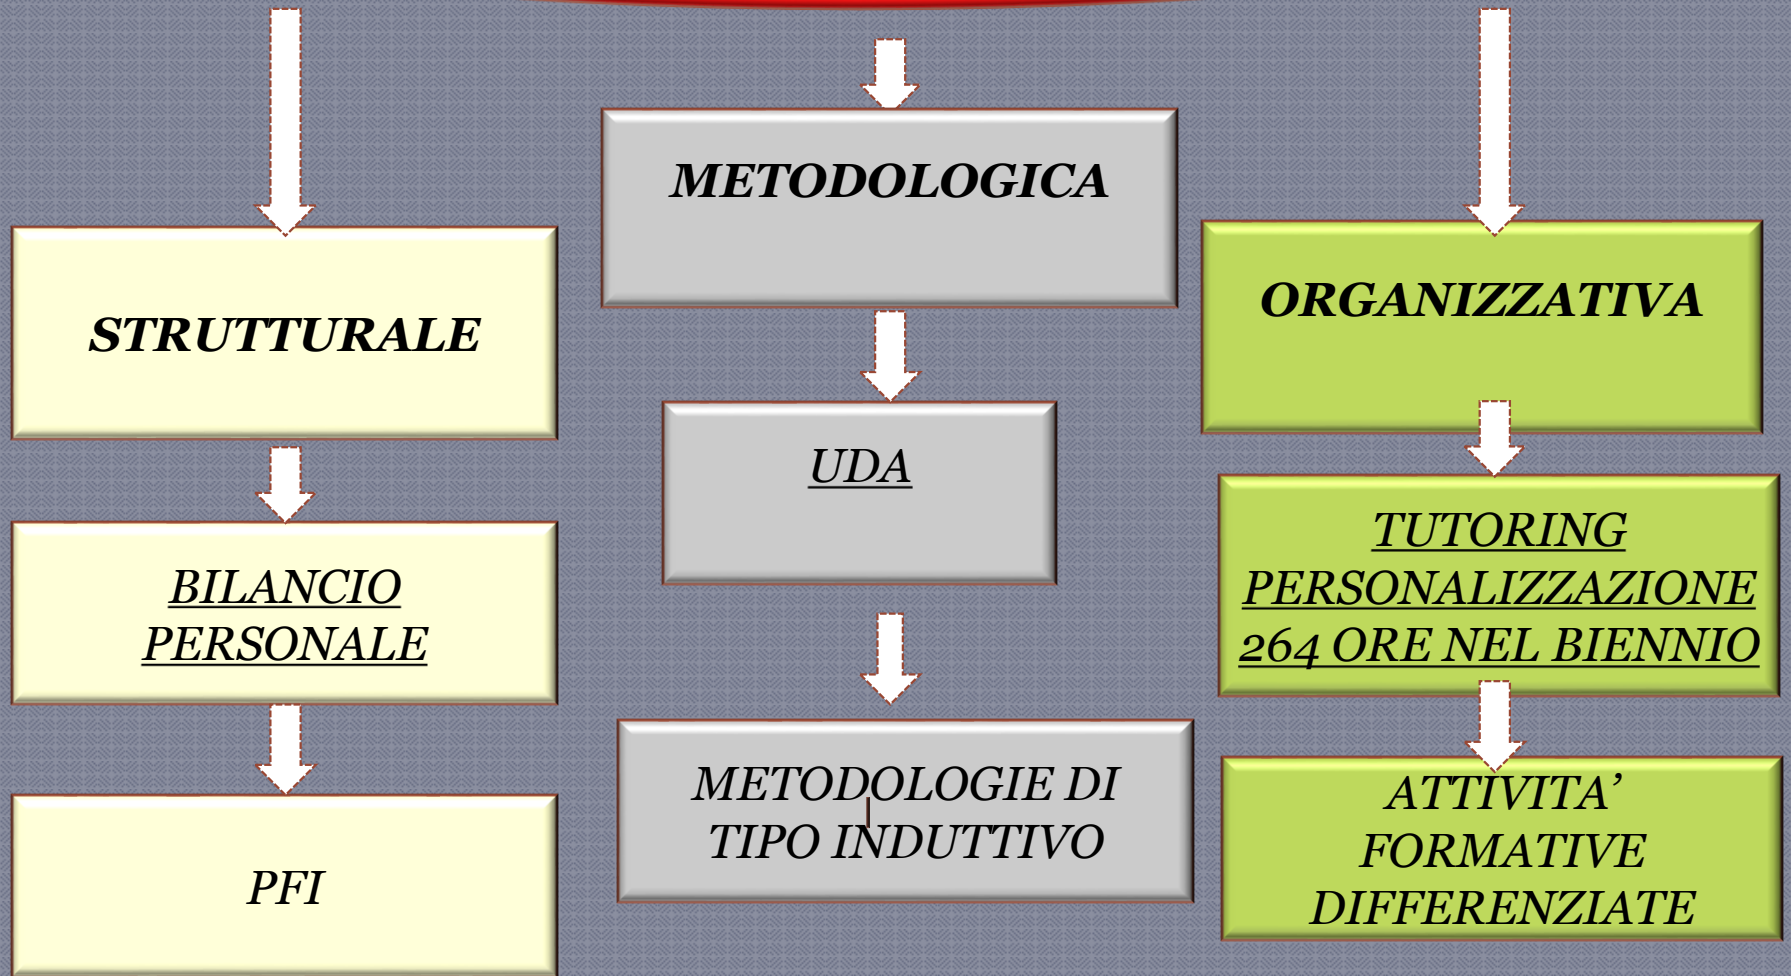 STRUTTURALE
BILANCIO
PERSONALE
PFI
METODOLOGICA
UDA
METODOLOGIE DI
TIPO INDUTTIVO
ORGANIZZATIVA
TUTORING
PERSONALIZZAZIONE
264 ORE NEL BIENNIO
ATTIVITA’
FORMATIVE
DIFFERENZIATE